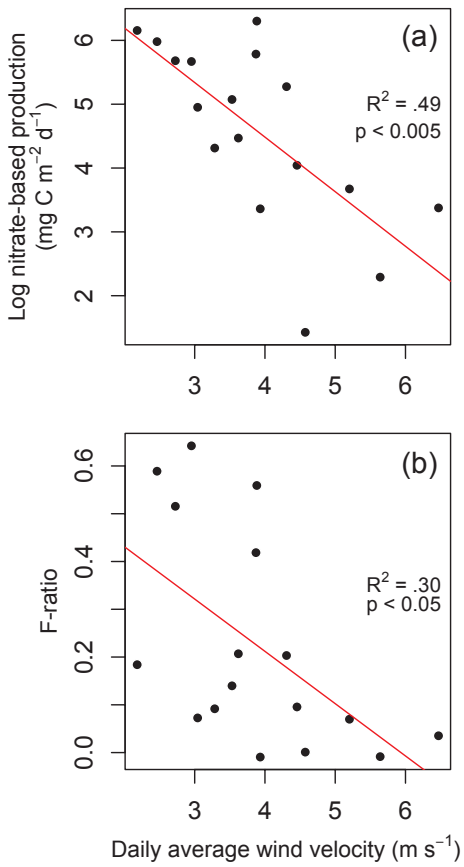 (a)
Log nitrate-based production
(mg C m⁻² d⁻¹)
6
5
4
3
2
R² = .49
p < 0.005
3 4 5 6
(b)
F-ratio
0.6
0.4
0.2
0.0
R² = .30
p < 0.05
3 4 5 6
Daily average wind velocity (m s⁻¹)